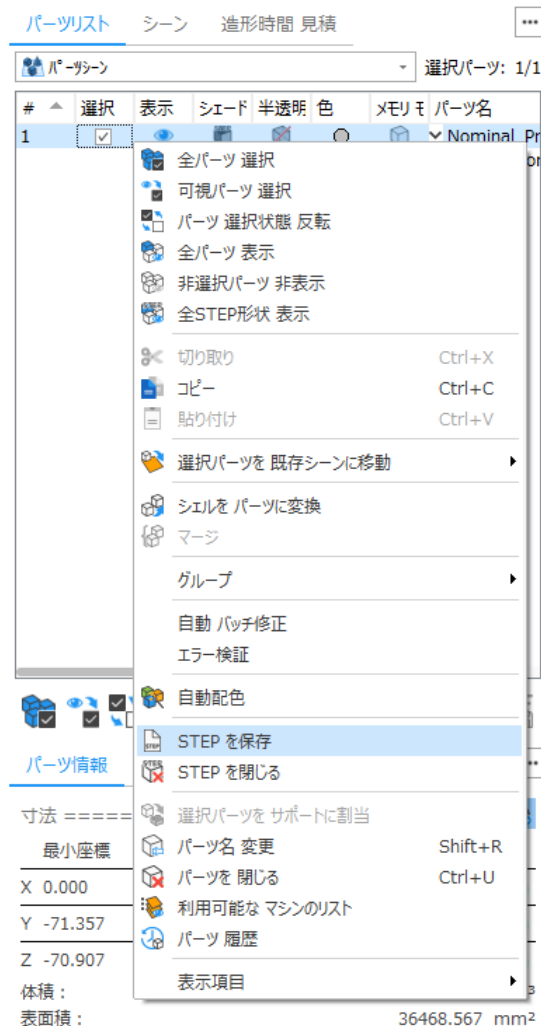 パーツリスト シーン 造形時間 見積
パーツシーン 選択パーツ: 1/1
# 選択 表示 シェード 半透明 色 メモリ モ パーツ名
1 Nominal_Pr
全パーツ 選択
可視パーツ 選択
パーツ 選択状態 反転
全パーツ 表示
非選択パーツ 非表示
全STEP形状 表示
切り取り Ctrl+X
コピー Ctrl+C
貼り付け Ctrl+V
選択パーツを 既存シーンに移動
シェルを パーツに変換
マージ
グループ
自動 バッチ修正
エラー検証
自動配色
STEP を保存
パーツ情報
STEP を閉じる
寸法 =====
選択パーツを サポートに割当
最小座標
パーツ名 変更 Shift+R
X 0.000
パーツを 閉じる Ctrl+U
利用可能な マシンのリスト
Y -71.357
パーツ 履歴
Z -70.907
表示項目
体積 :
表面積 : 36468.567 mm²